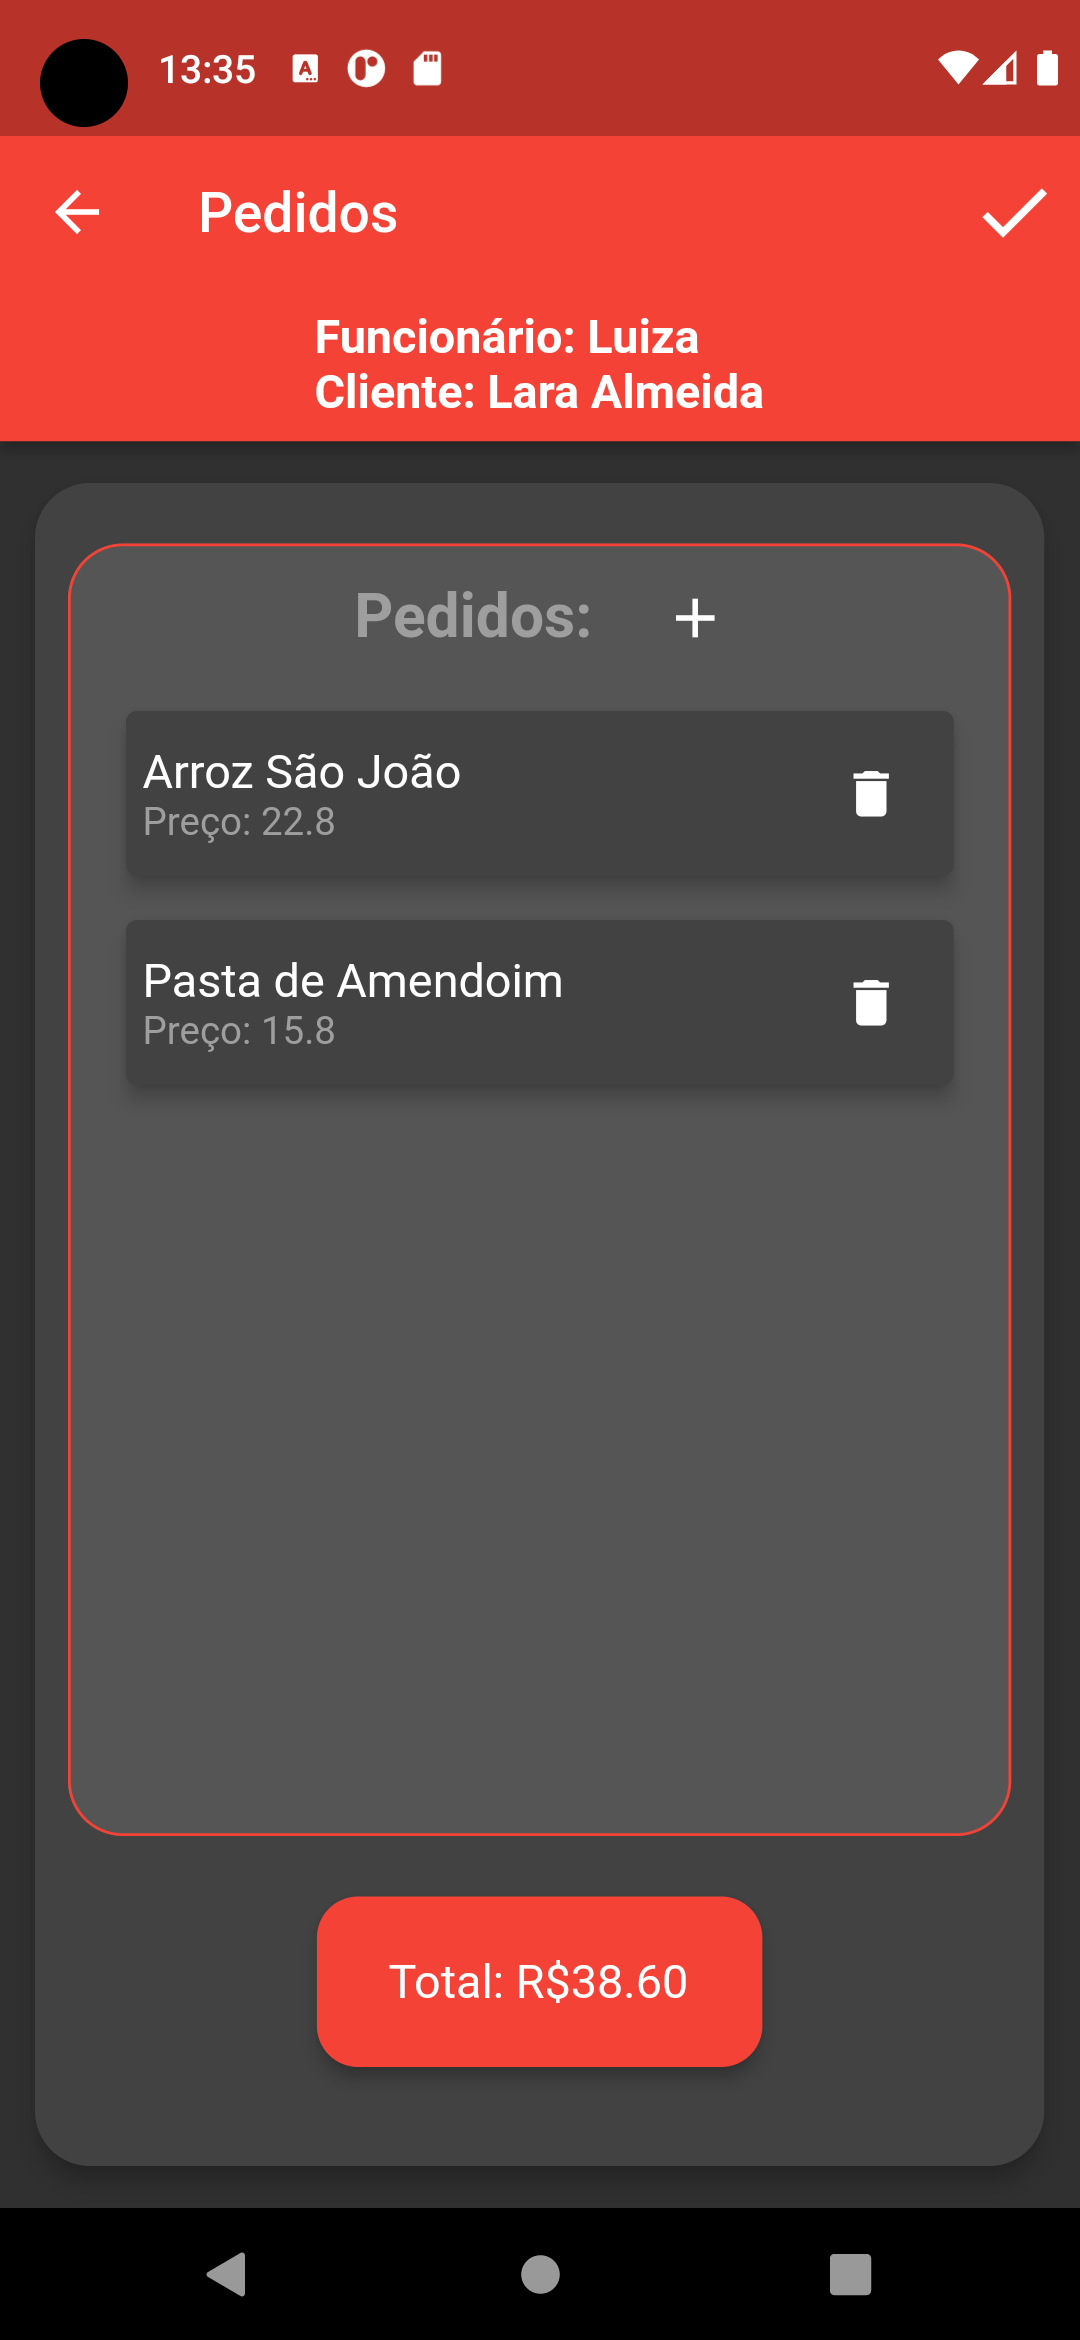 13:35
Pedidos
Funcionário: Luiza
Cliente: Lara Almeida
Pedidos:
Arroz São João
Preço: 22.8
Pasta de Amendoim
Preço: 15.8
Total: R$38.60